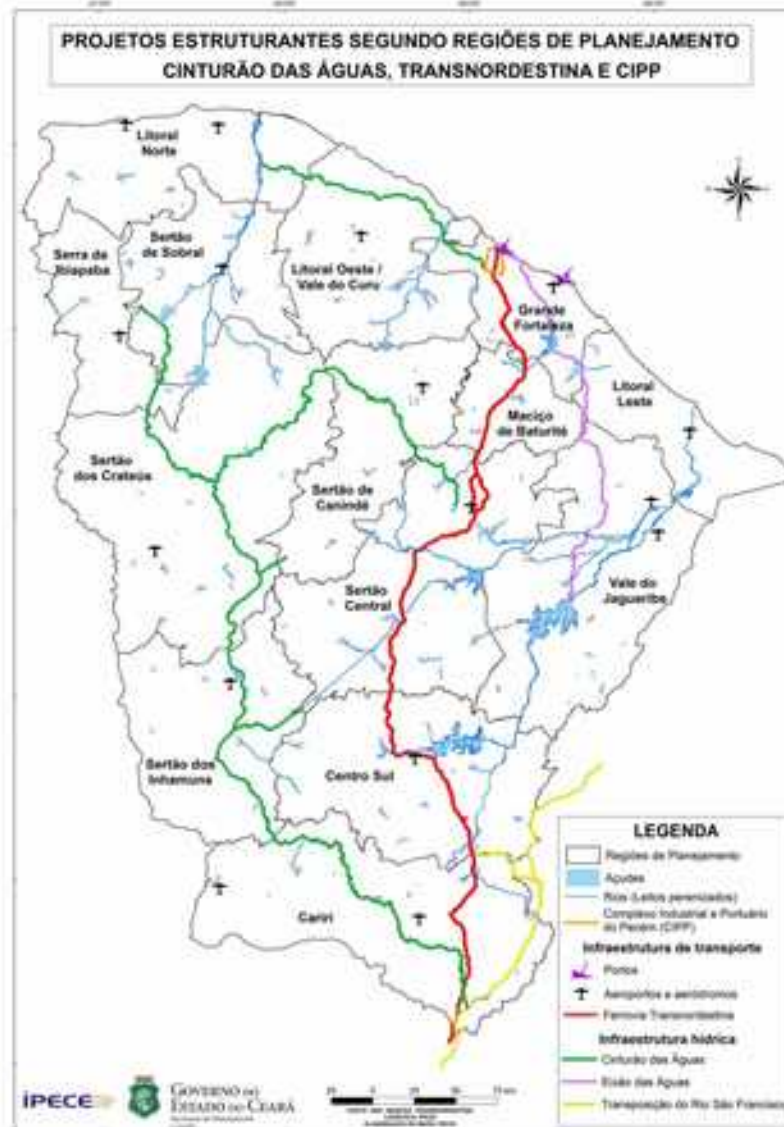 PROJETOS ESTRUTURANTES SEGUNDO REGIÕES DE PLANEJAMENTO
CINTURÃO DAS ÁGUAS, TRANSNORDESTINA E CIPP
Litoral
Norte
Serra da
Ibiapaba
Sertão
de Sobral
Litoral Oeste /
Vale do Curu
Grande
Fortaleza
Litoral
Leste
Maciço
de Baturité
Sertão
dos Crateús
Sertão de
Canindé
Sertão
Central
Vale do
Jaguaribe
Sertão dos
Inhamuns
Centro Sul
Cariri
LEGENDA
Regiões de Planejamento
Açudes
Rios (Leitos perenizados)
Complexo Industrial e Portuário
do Pecém (CIPP)
Infraestrutura de transporte
Portos
Aeroportos e aeródromos
Ferrovia Transnordestina
Infraestrutura hídrica
Cinturão das Águas
Eixão das Águas
Transposição do Rio São Francisco
IPECE
GOVERNO DO
ESTADO DO CEARÁ